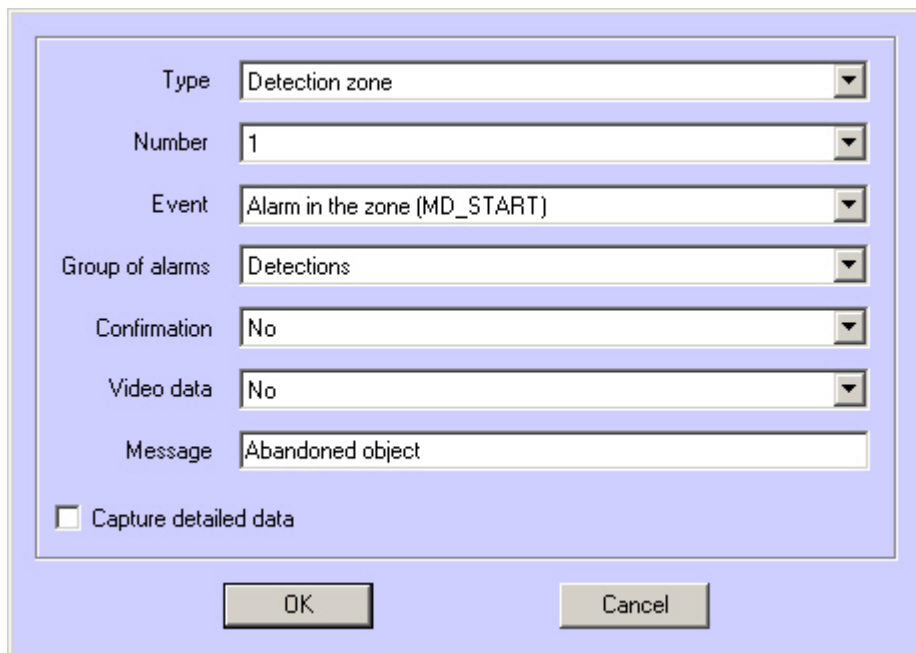 Type Detection zone
Number 1
Event Alarm in the zone (MD_START)
Group of alarms Detections
Confirmation No
Video data No
Message Abandoned object
Capture detailed data
OK Cancel